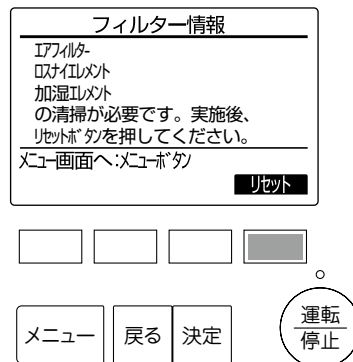 フィルター情報
ｴｱﾌｨﾙﾀｰ
ﾛｽﾅｲｴﾚﾒﾝﾄ
加湿ｴﾚﾒﾝﾄ
の清掃が必要です。実施後、
ﾘｾｯﾄﾎﾞﾀﾝを押してください。
ﾒﾆｭｰ画面へ:ﾒﾆｭｰﾎﾞﾀﾝ
ﾘｾｯﾄ
メニュー
戻る
決定
運転
停止